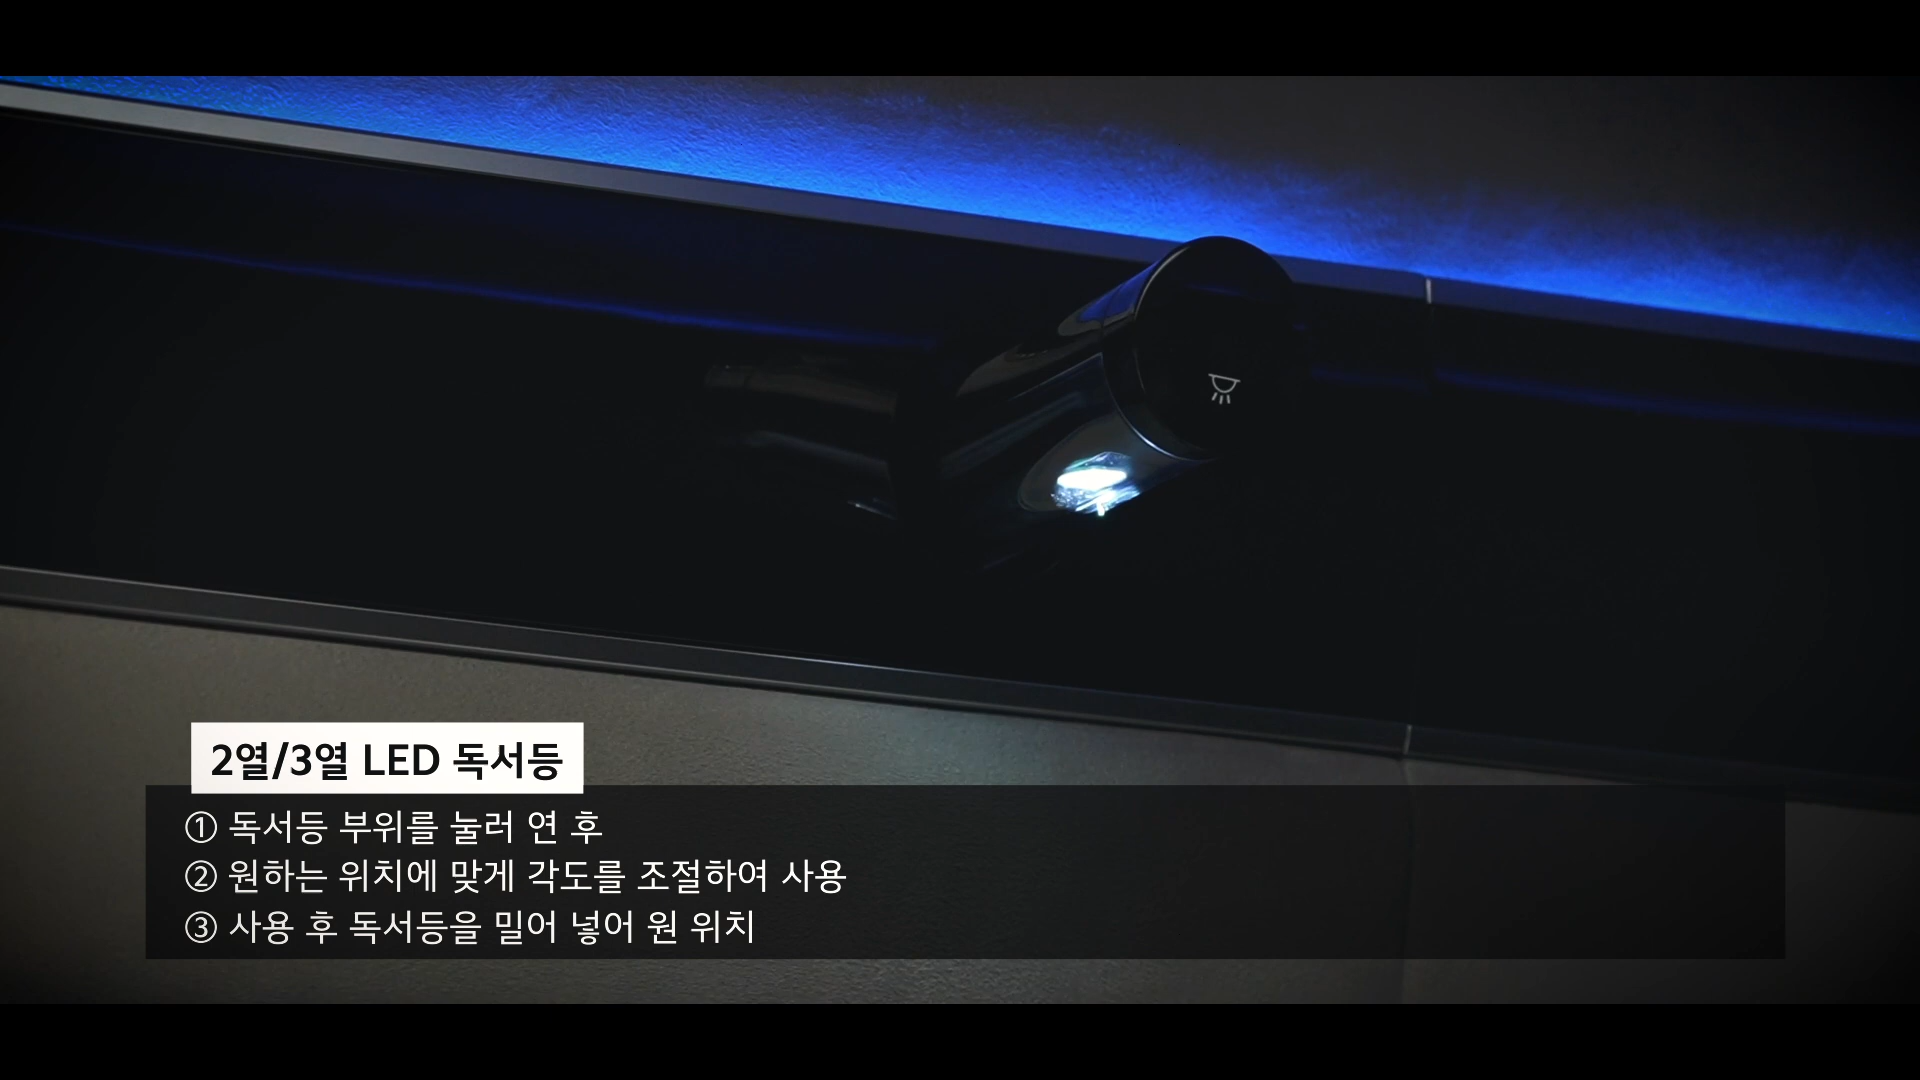 2열/3열 LED 독서등
① 독서등 부위를 눌러 연 후
② 원하는 위치에 맞게 각도를 조절하여 사용
③ 사용 후 독서등을 밀어 넣어 원 위치